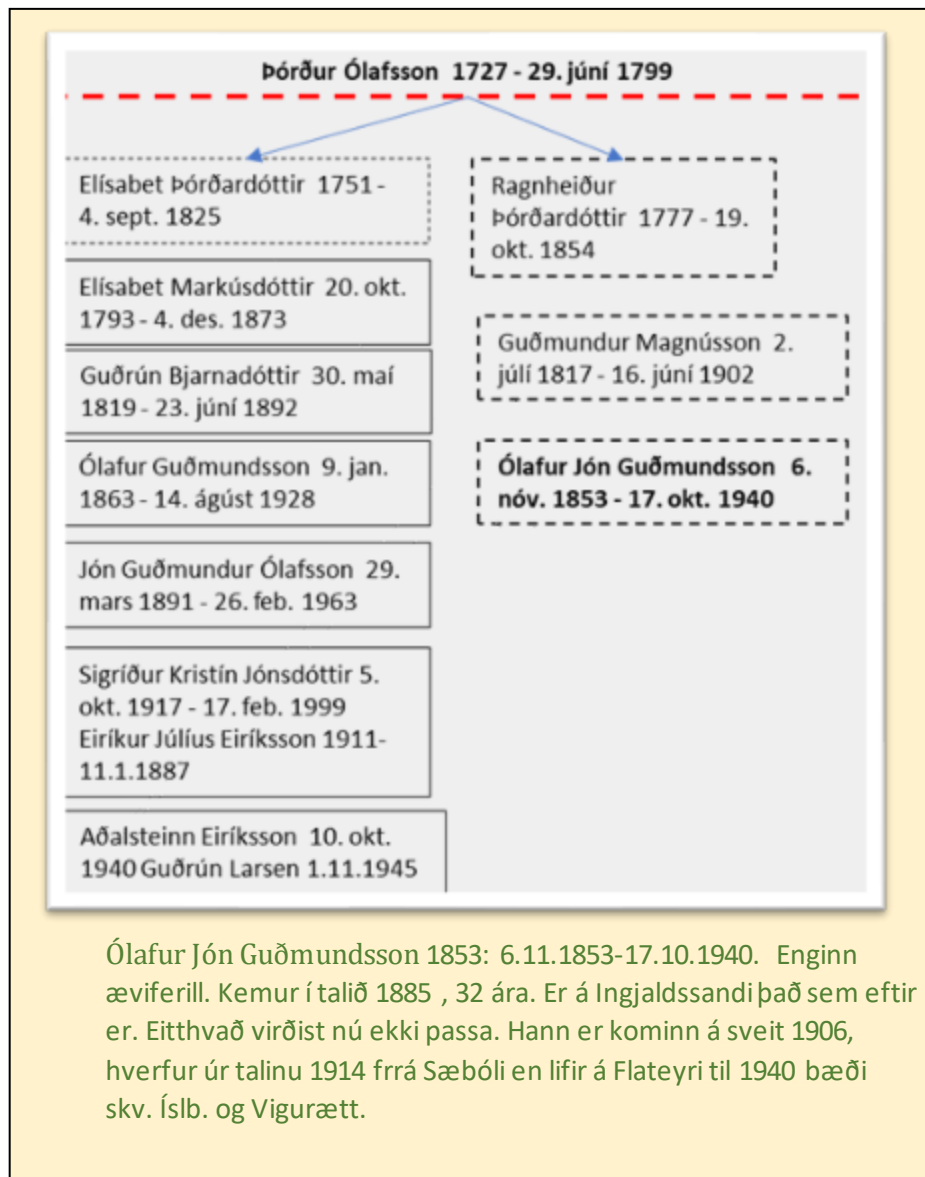 Þórður Ólafsson 1727 - 29. júní 1799
Elísabet Þórðardóttir 1751 -
4. sept. 1825
Elísabet Markúsdóttir 20. okt.
1793 - 4. des. 1873
Guðrún Bjarnadóttir 30. maí
1819 - 23. júní 1892
Ólafur Guðmundsson 9. jan.
1863 - 14. ágúst 1928
Jón Guðmundur Ólafsson 29.
mars 1891 - 26. feb. 1963
Sigríður Kristín Jónsdóttir 5.
okt. 1917 - 17. feb. 1999
Eiríkur Júlíus Eiríksson 1911-
11.1.1887
Aðalsteinn Eiríksson 10. okt.
1940 Guðrún Larsen 1.11.1945
Ragnheiður
Þórðardóttir 1777 - 19.
okt. 1854
Guðmundur Magnússon 2.
júlí 1817 - 16. júní 1902
Ólafur Jón Guðmundsson 6.
nóv. 1853 - 17. okt. 1940
Ólafur Jón Guðmundsson 1853: 6.11.1853-17.10.1940. Enginn
æviferill. Kemur í talið 1885 , 32 ára. Er á Ingjaldssandi það sem eftir
er. Eitthvað virðist nú ekki passa. Hann er kominn á sveit 1906,
hverfur úr talinu 1914 frrá Sæbóli en lifir á Flateyri til 1940 bæði
skv. Íslb. og Vigurætt.